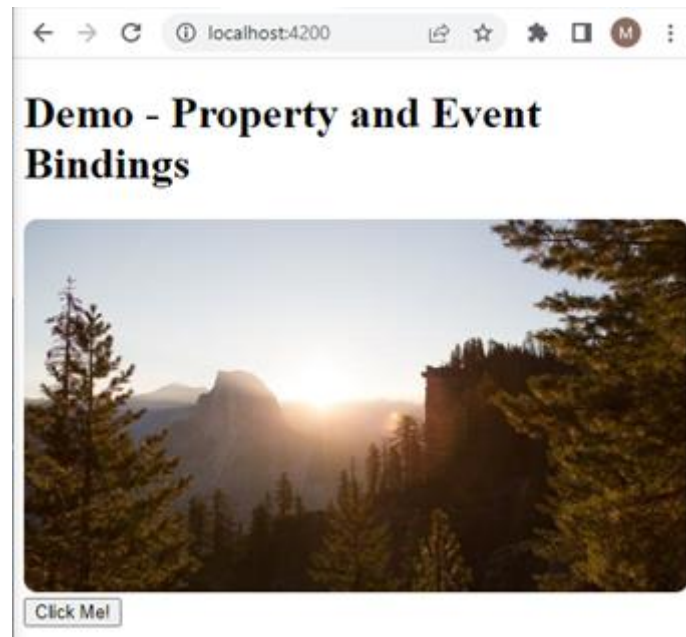 localhost:4200
M
Demo - Property and Event
Bindings
Click Me!